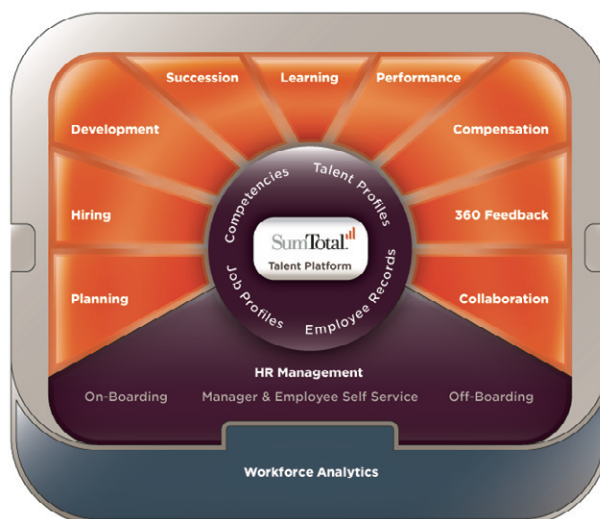 Succession
Learning
Performance
Development
Compensation
Hiring
360 Feedback
Planning
Collaboration
Competencies
Talent Profiles
SumTotal.
Talent Platform
Job Profiles
Employee Records
HR Management
On-Boarding
Manager & Employee Self Service
Off-Boarding
Workforce Analytics